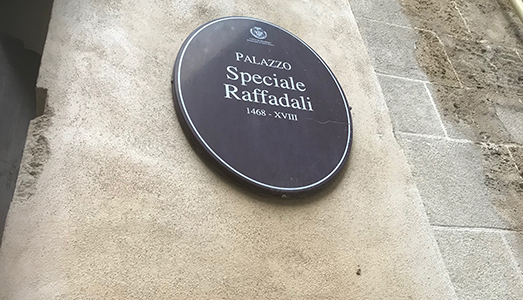 PALAZZO
Speciale
Raffadali
1468 - XVIII